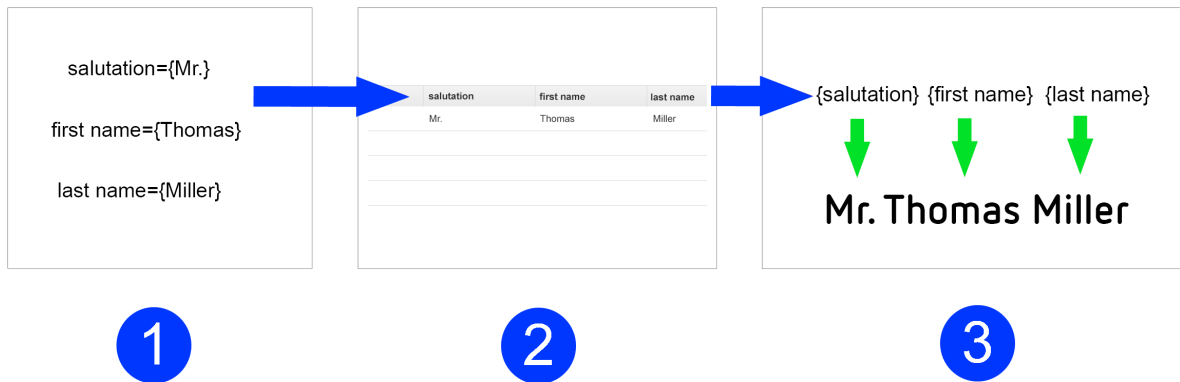 salutation={Mr.}
first name={Thomas}
last name={Miller}
salutation first name last name
Mr. Thomas Miller
{salutation} {first name} {last name}
Mr. Thomas Miller
1
2
3